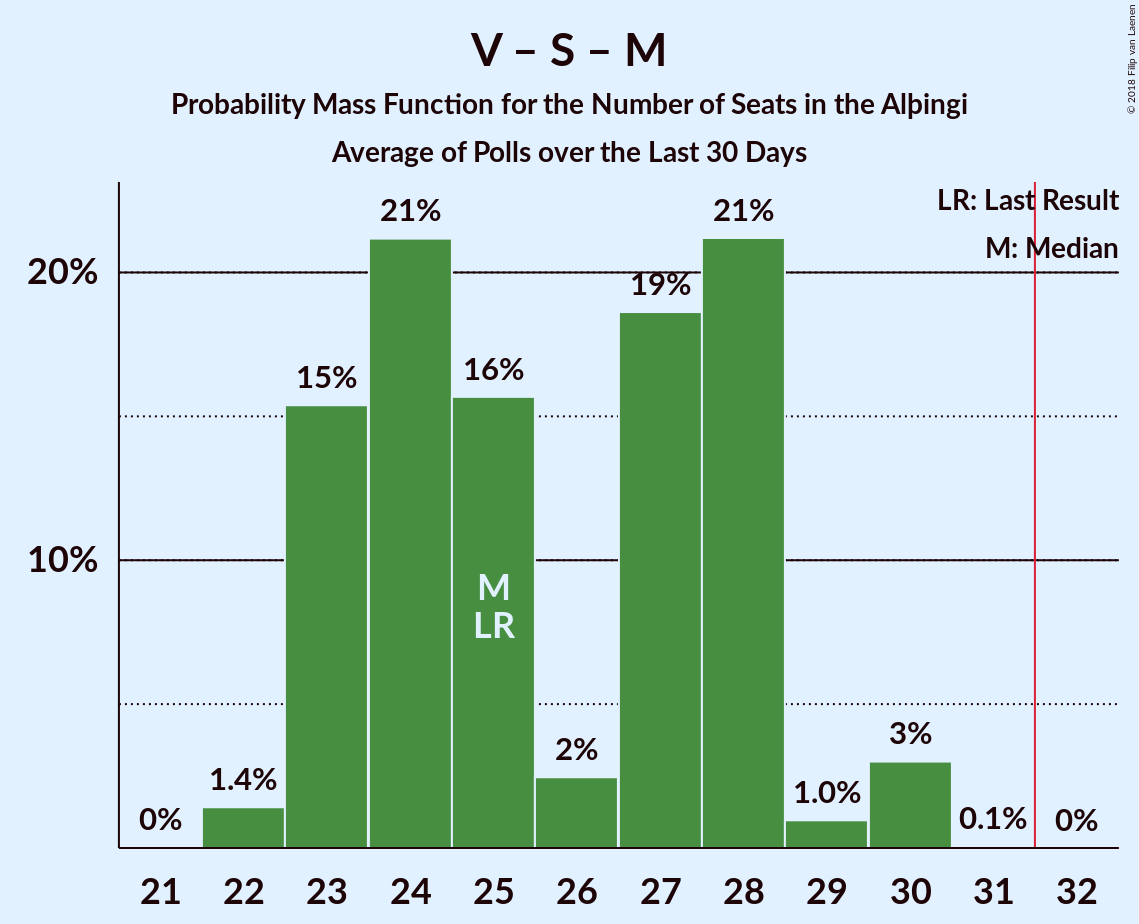 V – S – M
Probability Mass Function for the Number of Seats in the Alþingi
Average of Polls over the Last 30 Days
© 2018 Filip van Laenen
LR: Last Result
M: Median
20%
10%
0%
1.4%
15%
21%
16%
2%
19%
21%
1.0%
3%
0.1%
0%
M
LR
21 22 23 24 25 26 27 28 29 30 31 32